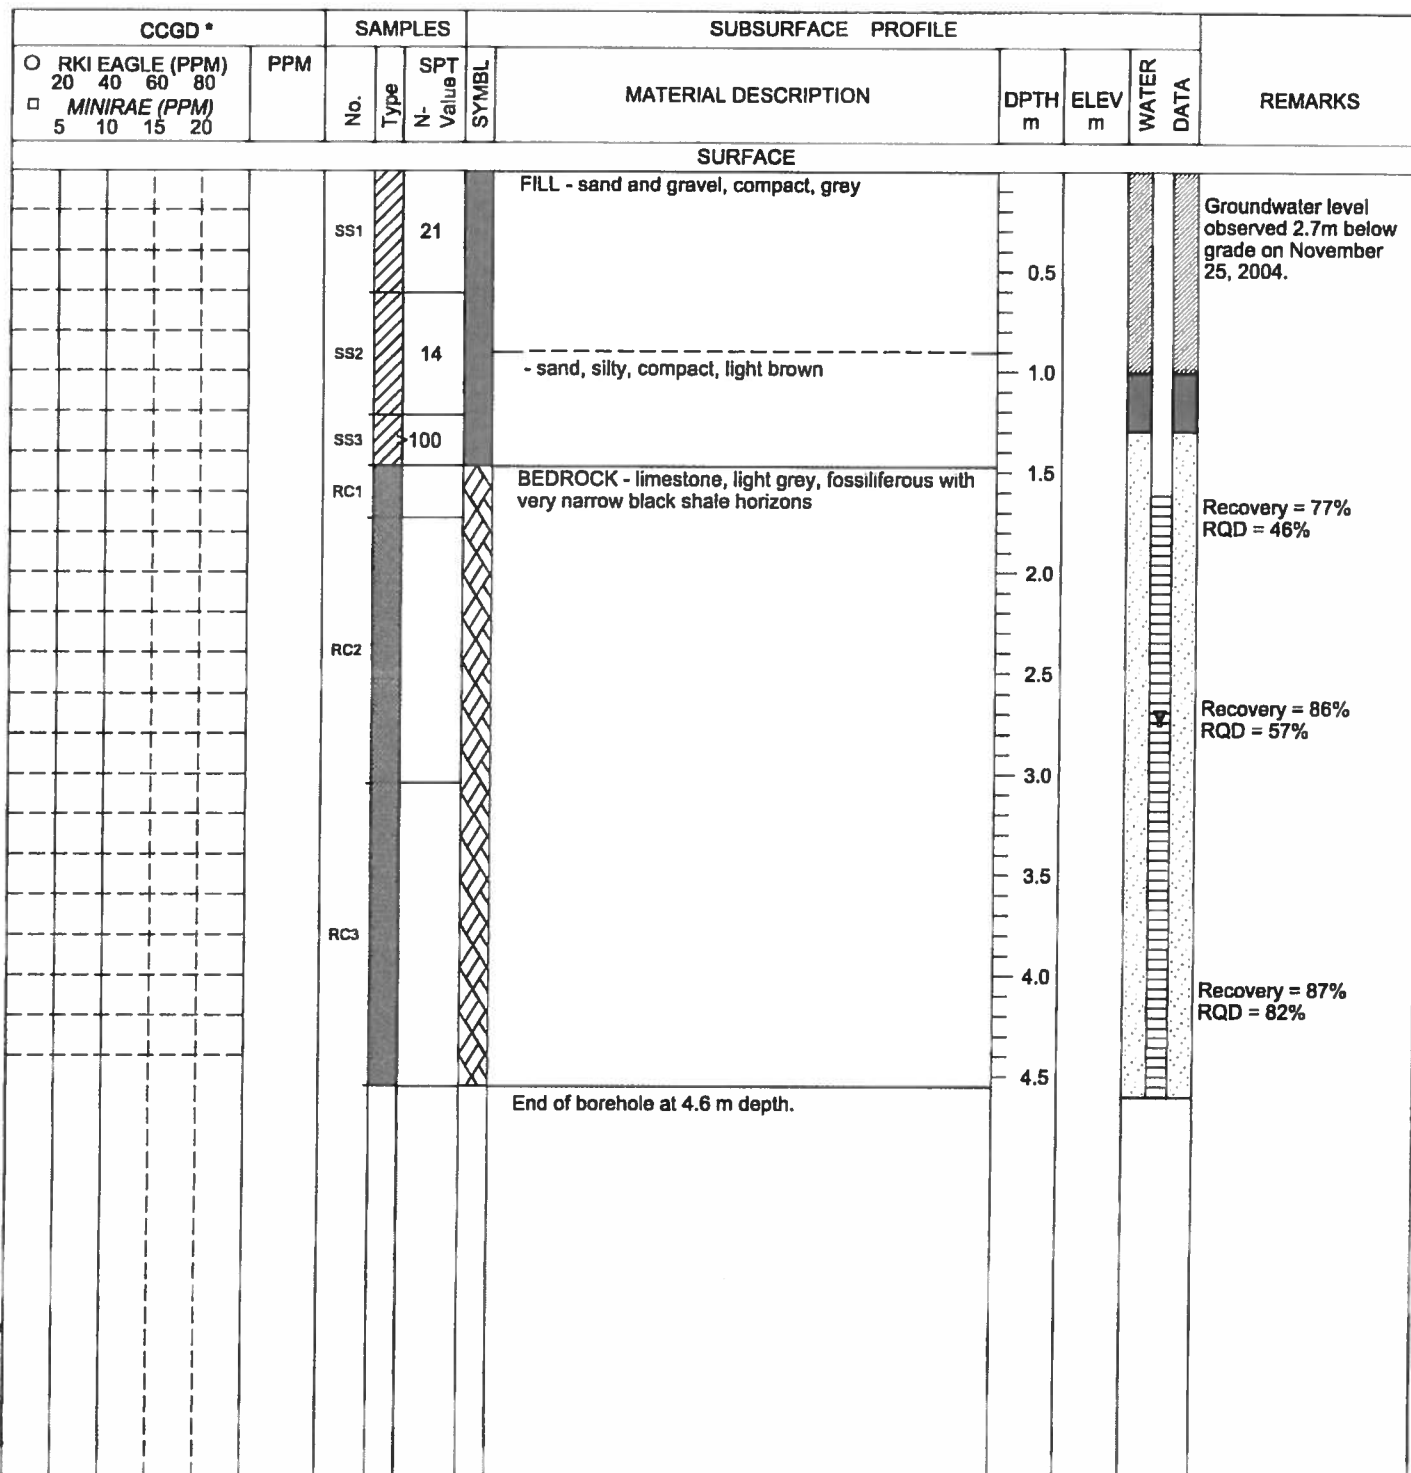 CCGD *
SAMPLES
SUBSURFACE PROFILE
RKI EAGLE (PPM)
20 40 60 80
MINIRAE (PPM)
5 10 15 20
PPM
No.
Type
SPT
N-
Value
SYMBL
MATERIAL DESCRIPTION
DPTH
m
ELEV
m
WATER
DATA
REMARKS
SURFACE
FILL - sand and gravel, compact, grey
SS1
21
Groundwater level
observed 2.7m below
grade on November
25, 2004.
0.5
SS2
14
- sand, silty, compact, light brown
1.0
SS3
>100
1.5
BEDROCK - limestone, light grey, fossiliferous with
very narrow black shale horizons
RC1
Recovery = 77%
RQD = 46%
2.0
RC2
2.5
Recovery = 86%
RQD = 57%
3.0
3.5
RC3
4.0
Recovery = 87%
RQD = 82%
4.5
End of borehole at 4.6 m depth.